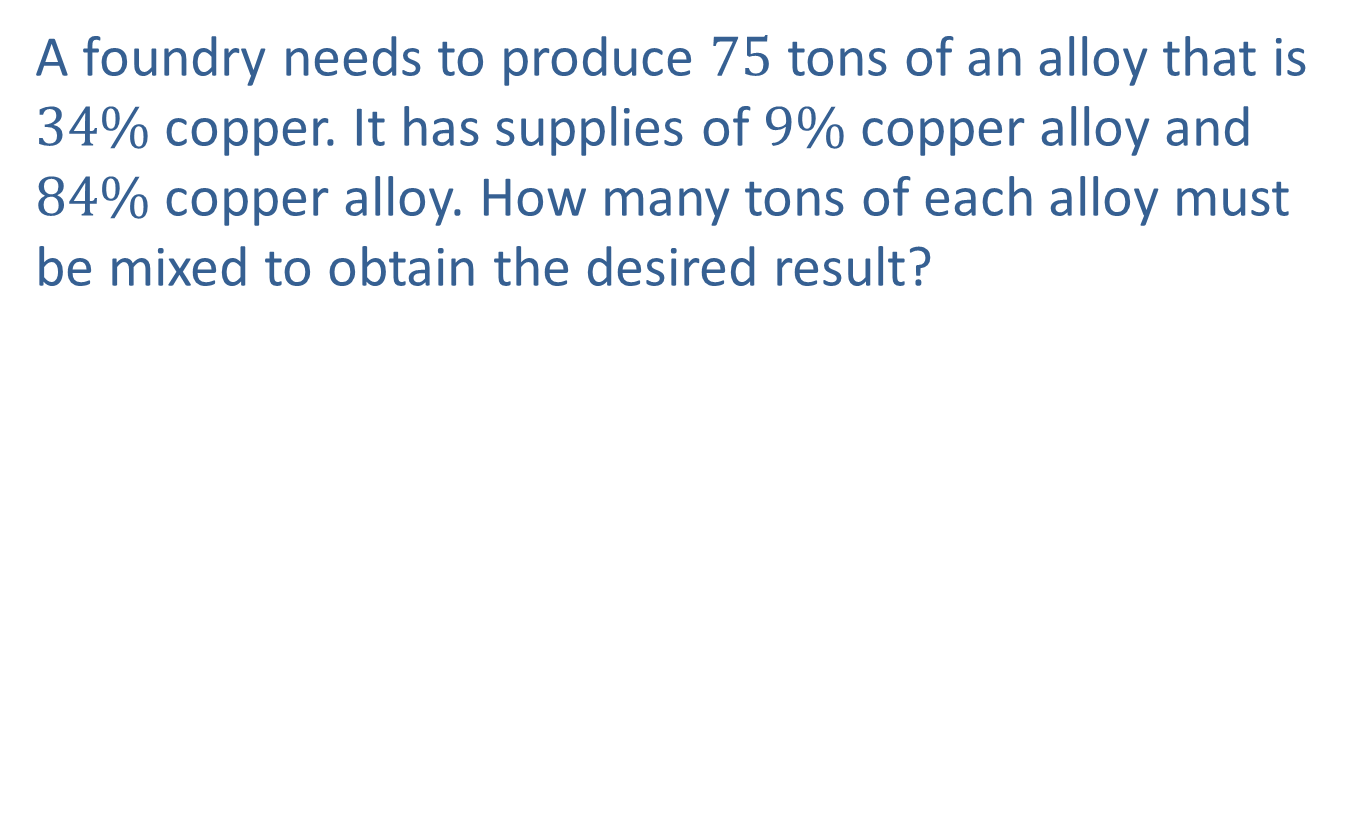 A foundry needs to produce 75 tons of an alloy that is
34% copper. It has supplies of 9% copper alloy and
84% copper alloy. How many tons of each alloy must
be mixed to obtain the desired result?